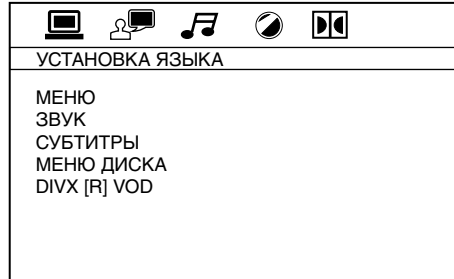 УСТАНОВКА ЯЗЫКА
МЕНЮ
ЗВУК
СУБТИТРЫ
МЕНЮ ДИСКА
DIVX [R] VOD